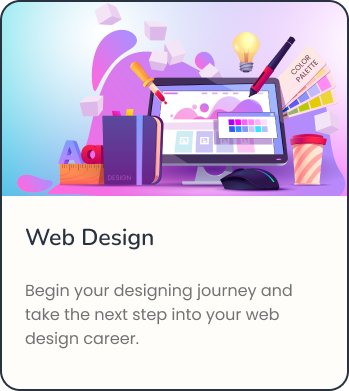 COLOR
PALETTE
Aa
DESIGN
Web Design
Begin your designing journey and
take the next step into your web
design career.